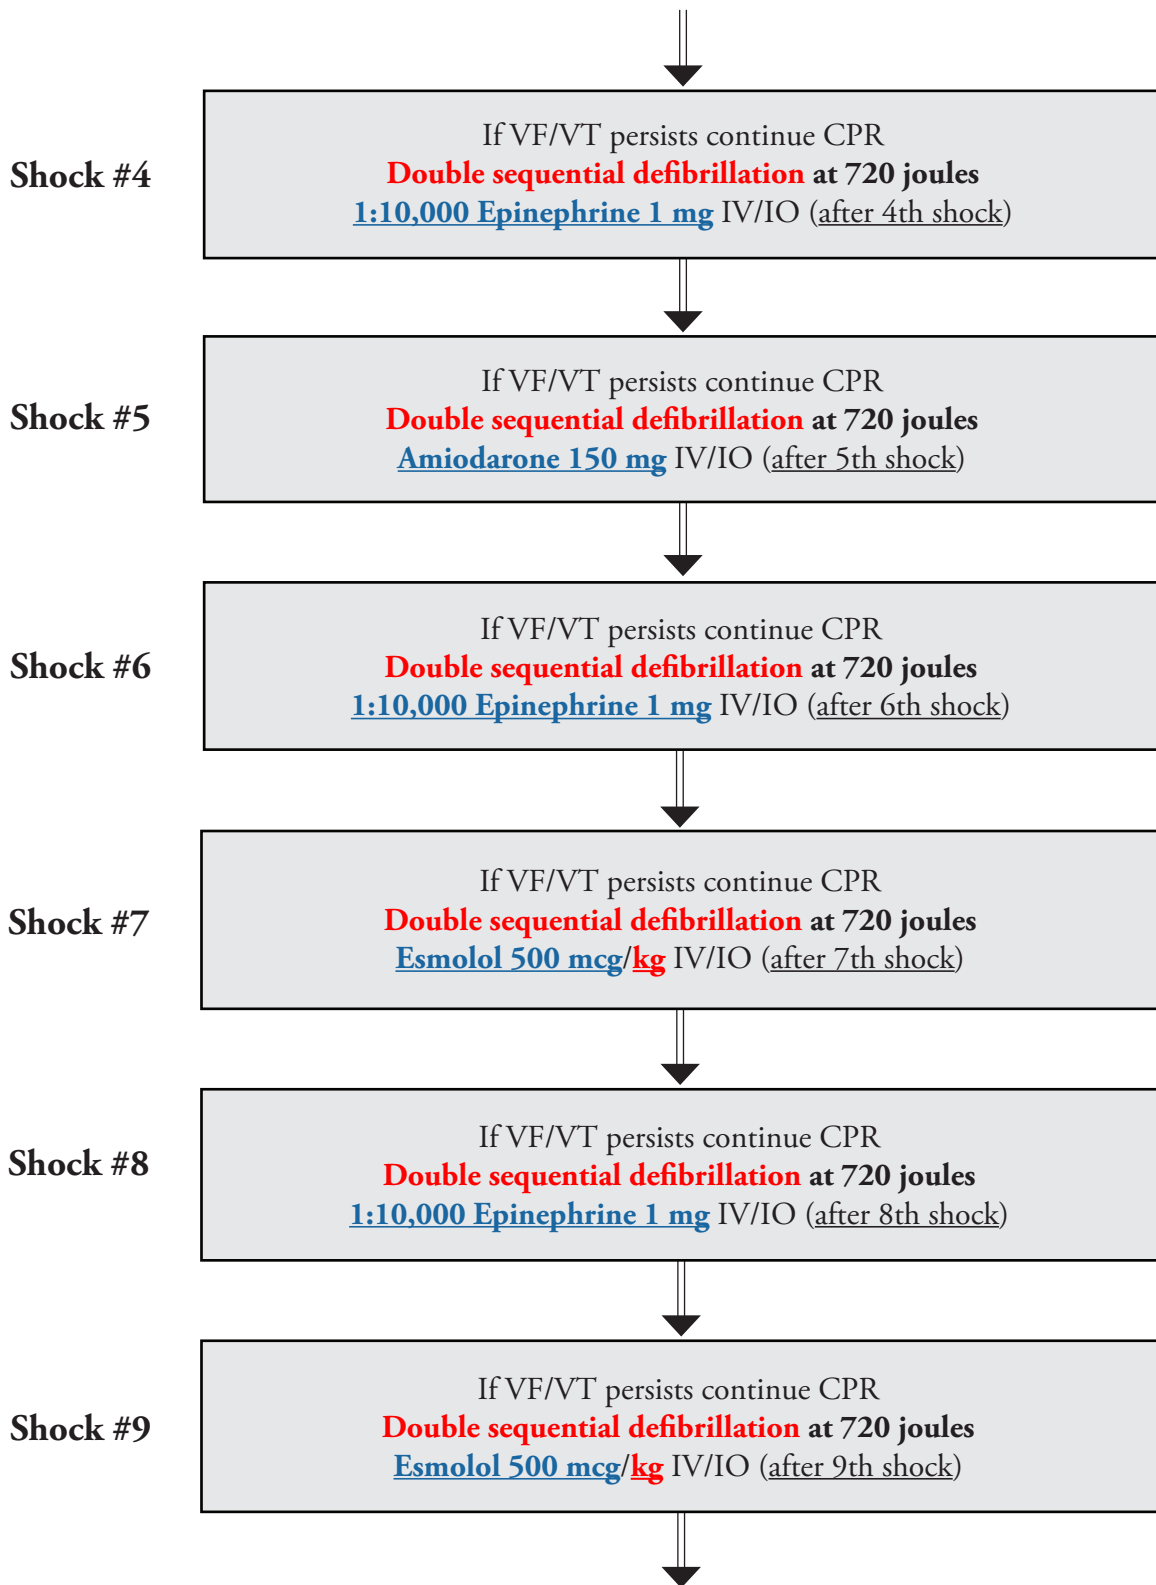 Shock #4
If VF/VT persists continue CPR
Double sequential defibrillation at 720 joules
1:10,000 Epinephrine 1 mg IV/IO (after 4th shock)
Shock #5
If VF/VT persists continue CPR
Double sequential defibrillation at 720 joules
Amiodarone 150 mg IV/IO (after 5th shock)
Shock #6
If VF/VT persists continue CPR
Double sequential defibrillation at 720 joules
1:10,000 Epinephrine 1 mg IV/IO (after 6th shock)
Shock #7
If VF/VT persists continue CPR
Double sequential defibrillation at 720 joules
Esmolol 500 mcg/kg IV/IO (after 7th shock)
Shock #8
If VF/VT persists continue CPR
Double sequential defibrillation at 720 joules
1:10,000 Epinephrine 1 mg IV/IO (after 8th shock)
Shock #9
If VF/VT persists continue CPR
Double sequential defibrillation at 720 joules
Esmolol 500 mcg/kg IV/IO (after 9th shock)